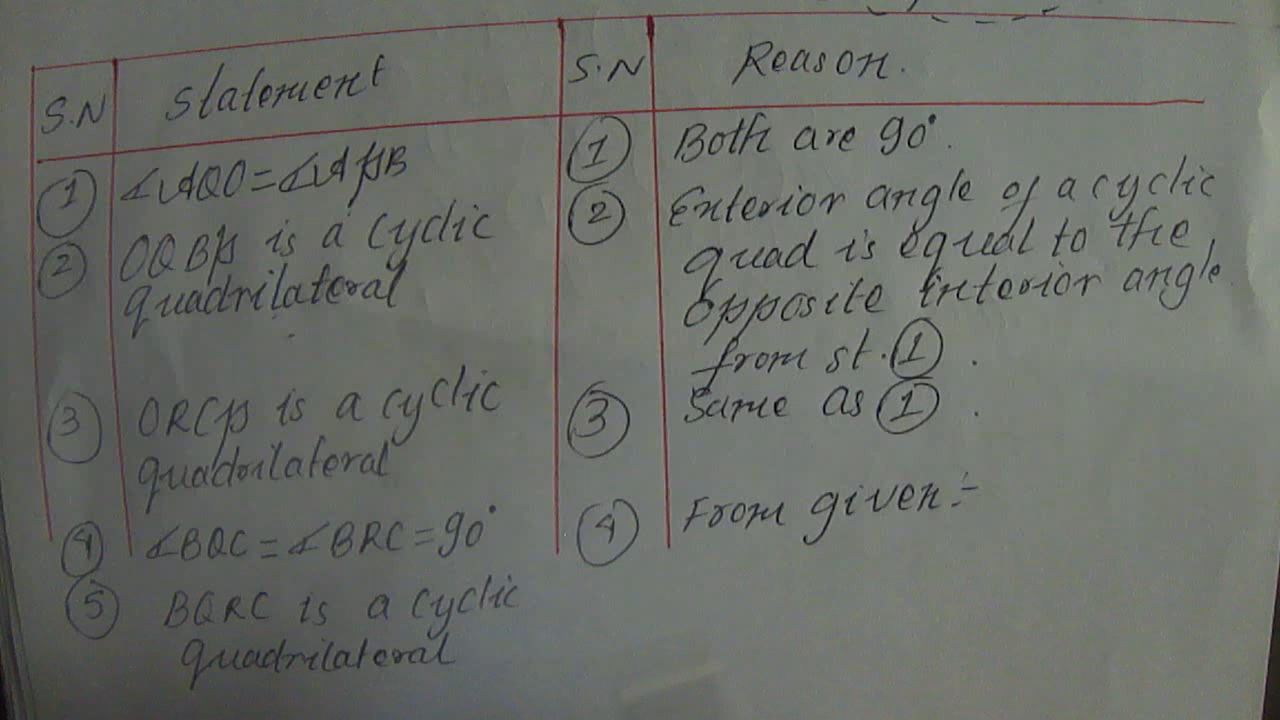 S.N Statement S.N Reason.
① ∠AQO=∠APB ① Both are 90°.
② OQBP is a cyclic ② Exterior angle of a cyclic
quadrilateral quad is equal to the
opposite interior angle
from st. ① .
③ ORCP is a cyclic ③ Same as ① .
quadrilateral
④ ∠BQC = ∠BRC = 90° ④ From given :-
⑤ BQRC is a cyclic
quadrilateral